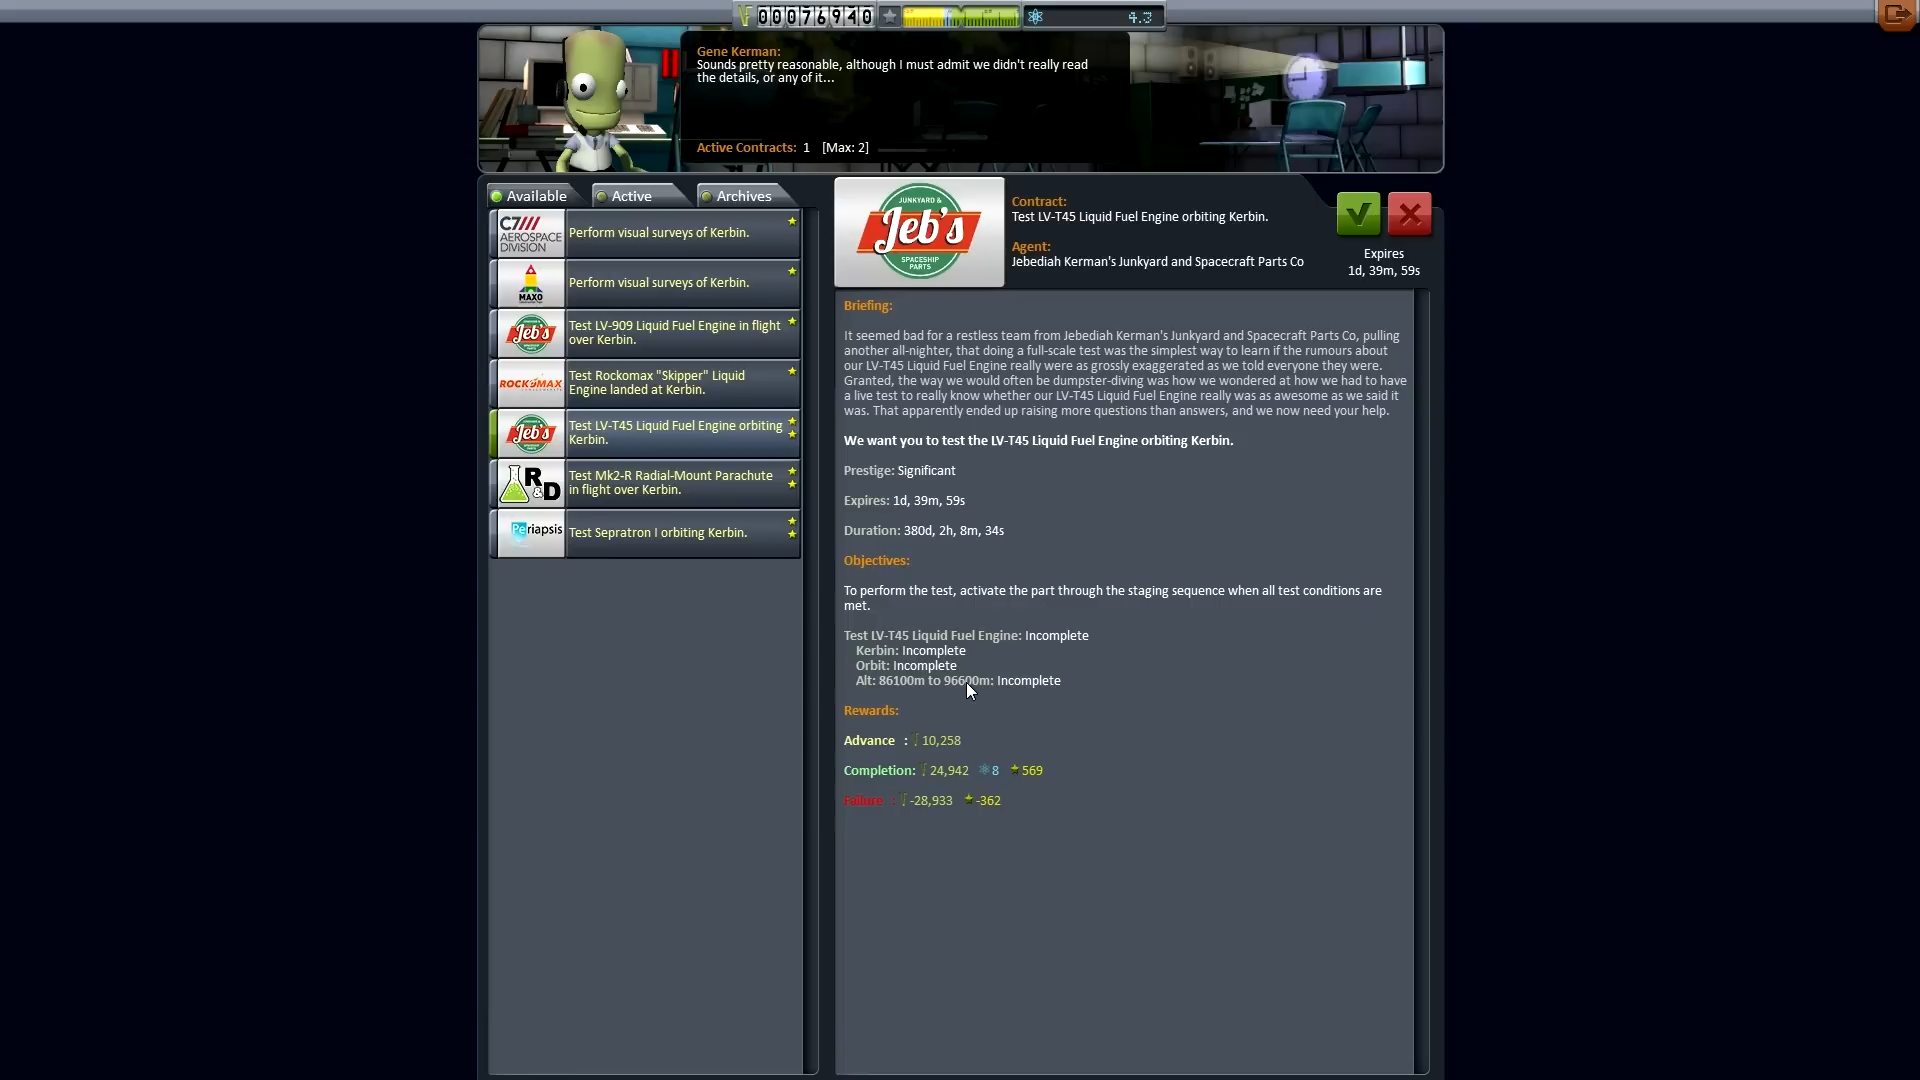 00076940
4.3
Gene Kerman:
Sounds pretty reasonable, although I must admit we didn't really read
the details, or any of it...
Active Contracts: 1 [Max: 2]
Available
Active
Archives
C7///
AEROSPACE
DIVISION
Perform visual surveys of Kerbin.
MAXO
Perform visual surveys of Kerbin.
Jeb's
Test LV-909 Liquid Fuel Engine in flight
over Kerbin.
ROCKOMAX
Test Rockomax "Skipper" Liquid
Engine landed at Kerbin.
Jeb's
Test LV-T45 Liquid Fuel Engine orbiting
Kerbin.
R&D
Test Mk2-R Radial-Mount Parachute
in flight over Kerbin.
Periapsis
Test Sepratron I orbiting Kerbin.
JUNKYARD &
Jeb's
SPACESHIP
PARTS
Contract:
Test LV-T45 Liquid Fuel Engine orbiting Kerbin.
Agent:
Jebediah Kerman's Junkyard and Spacecraft Parts Co
Expires
1d, 39m, 59s
Briefing:
It seemed bad for a restless team from Jebediah Kerman's Junkyard and Spacecraft Parts Co, pulling
another all-nighter, that doing a full-scale test was the simplest way to learn if the rumours about
our LV-T45 Liquid Fuel Engine really were as grossly exaggerated as we told everyone they were.
Granted, the way we would often be dumpster-diving was how we wondered at how we had to have
a live test to really know whether our LV-T45 Liquid Fuel Engine really was as awesome as we said it
was. That apparently ended up raising more questions than answers, and we now need your help.
We want you to test the LV-T45 Liquid Fuel Engine orbiting Kerbin.
Prestige: Significant
Expires: 1d, 39m, 59s
Duration: 380d, 2h, 8m, 34s
Objectives:
To perform the test, activate the part through the staging sequence when all test conditions are
met.
Test LV-T45 Liquid Fuel Engine: Incomplete
Kerbin: Incomplete
Orbit: Incomplete
Alt: 86100m to 96600m: Incomplete
Rewards:
Advance : 10,258
Completion: 24,942 8 569
Failure : -28,933 -362